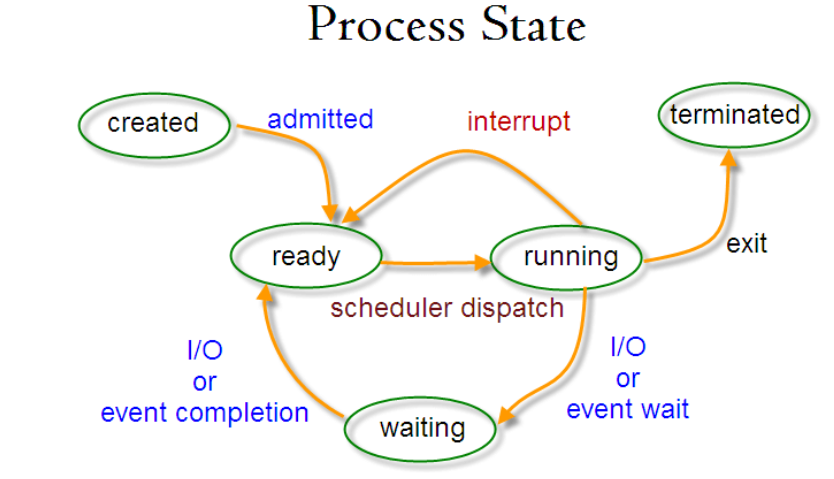 Process State
created
admitted
interrupt
terminated
ready
running
exit
scheduler dispatch
I/O
or
event completion
I/O
or
event wait
waiting